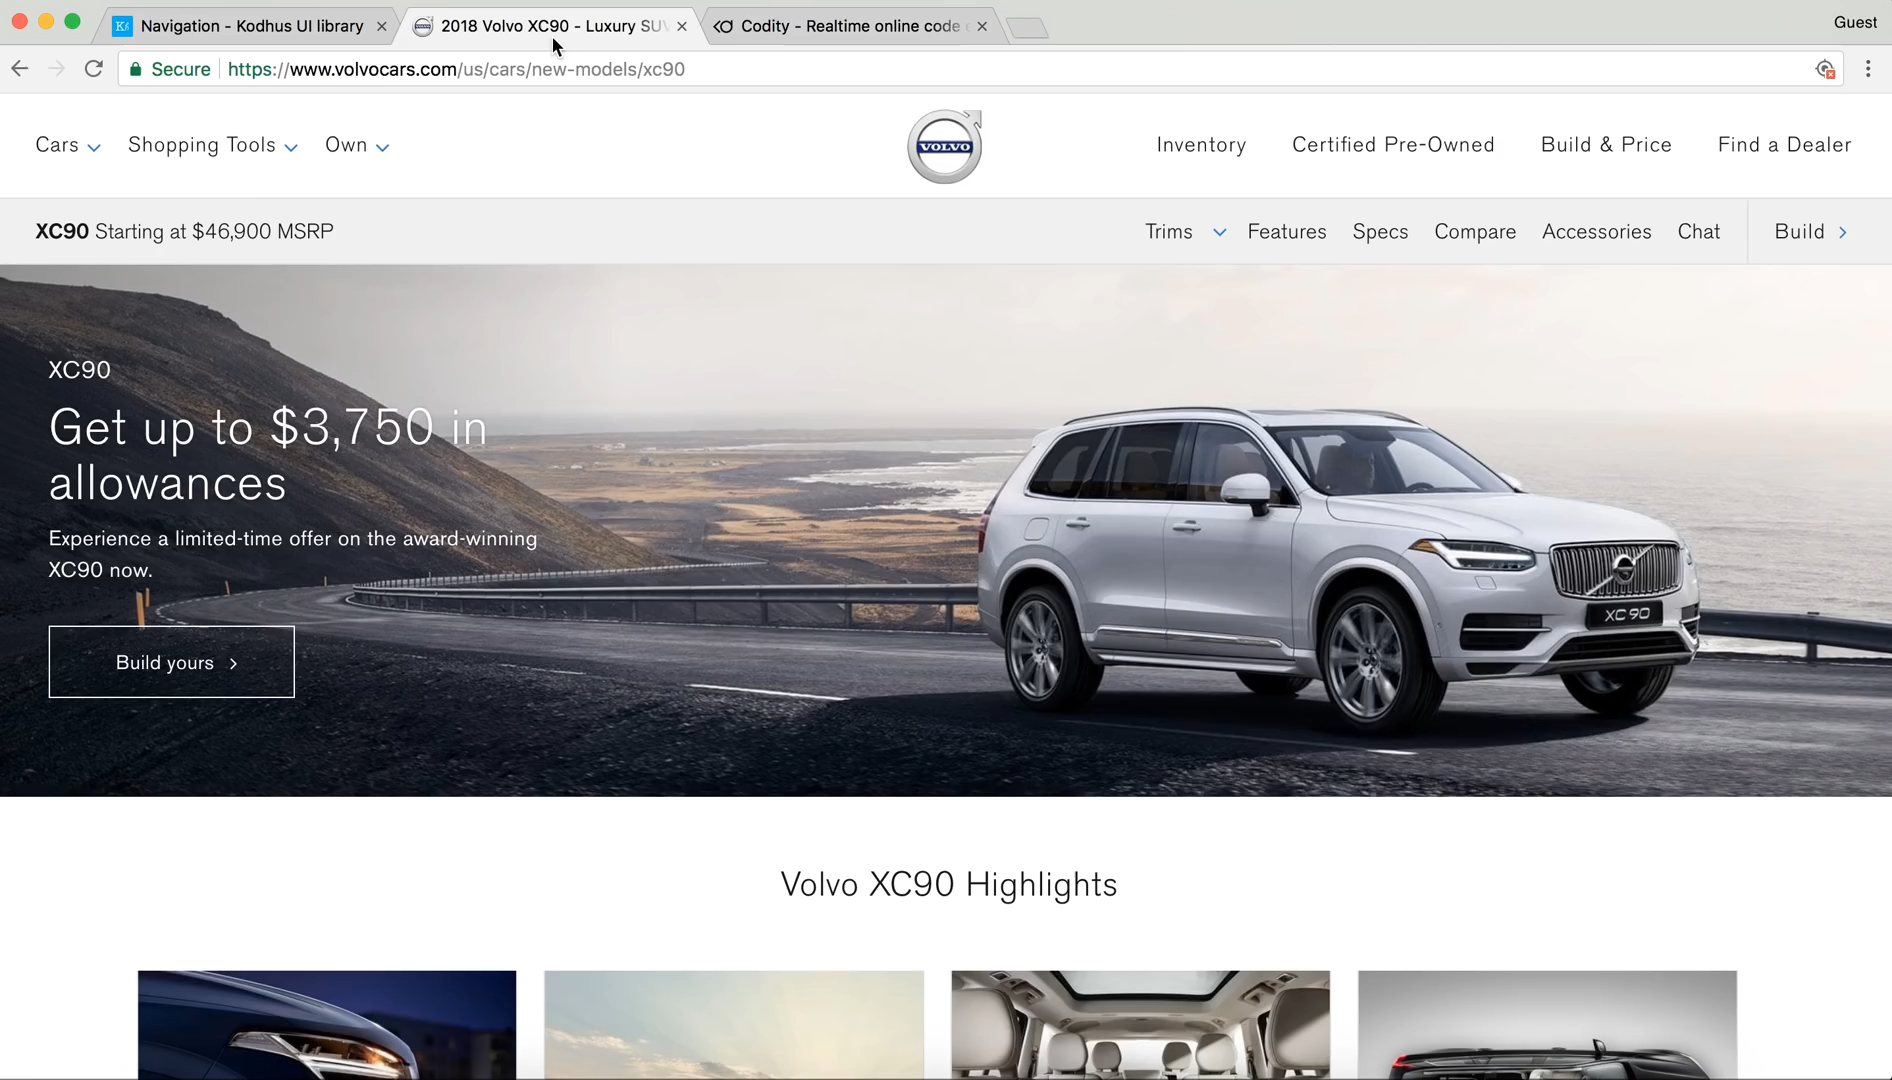 Navigation - Kodhus UI library
2018 Volvo XC90 - Luxury SUV
Codity - Realtime online code
Guest
Secure
https://www.volvocars.com/us/cars/new-models/xc90
Cars
Shopping Tools
Own
VOLVO
Inventory
Certified Pre-Owned
Build & Price
Find a Dealer
XC90 Starting at $46,900 MSRP
Trims
Features
Specs
Compare
Accessories
Chat
Build
XC90
Get up to $3,750 in
allowances
Experience a limited-time offer on the award-winning
XC90 now.
Build yours
XC 90
Volvo XC90 Highlights